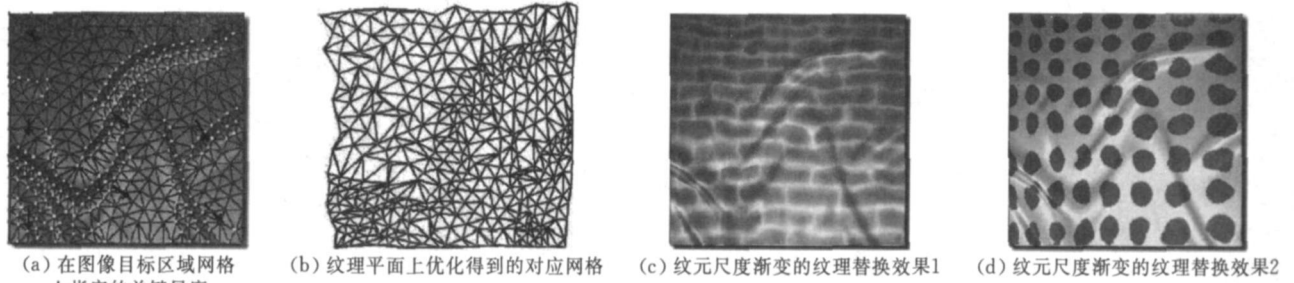 (a) 在图像目标区域网格
(b) 纹理平面上优化得到的对应网格
(c) 纹元尺度渐变的纹理替换效果1
(d) 纹元尺度渐变的纹理替换效果2